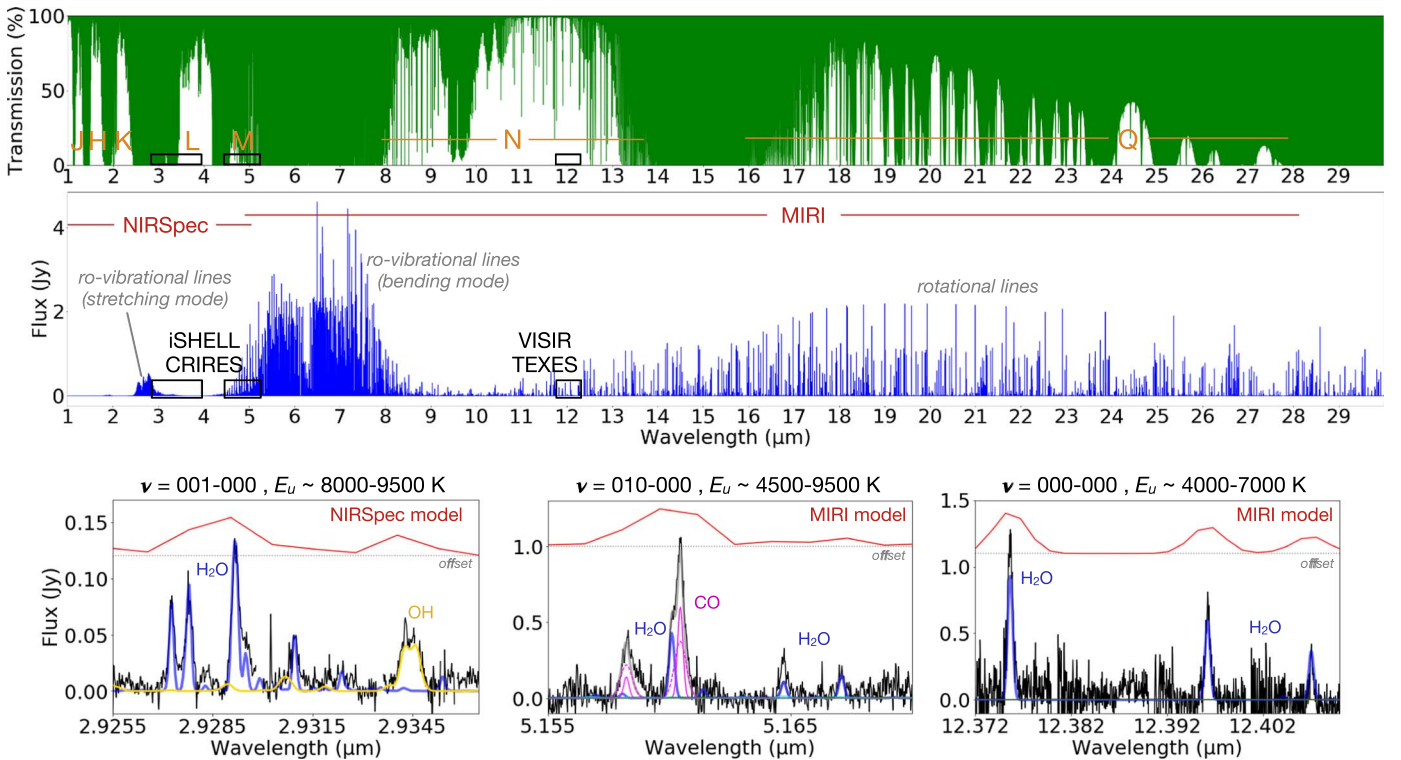 Transmission (%)
100
50
0
J H K L M N Q
1 2 3 4 5 6 7 8 9 10 11 12 13 14 15 16 17 18 19 20 21 22 23 24 25 26 27 28 29
Flux (Jy)
4
2
0
NIRSpec
MIRI
ro-vibrational lines
(stretching mode)
ro-vibrational lines
(bending mode)
rotational lines
iSHELL
CRIRES
VISIR
TEXES
1 2 3 4 5 6 7 8 9 10 11 12 13 14 15 16 17 18 19 20 21 22 23 24 25 26 27 28 29
Wavelength (μm)
ν = 001-000 , Eu ~ 8000-9500 K
NIRSpec model
offset
H₂O
OH
Flux (Jy)
0.15
0.10
0.05
0.00
2.9255 2.9285 2.9315 2.9345
Wavelength (μm)
ν = 010-000 , Eu ~ 4500-9500 K
MIRI model
offset
CO
H₂O
H₂O
1.0
0.5
0.0
5.155 5.165
Wavelength (μm)
ν = 000-000 , Eu ~ 4000-7000 K
MIRI model
offset
H₂O
H₂O
1.5
1.0
0.5
0.0
12.372 12.382 12.392 12.402
Wavelength (μm)